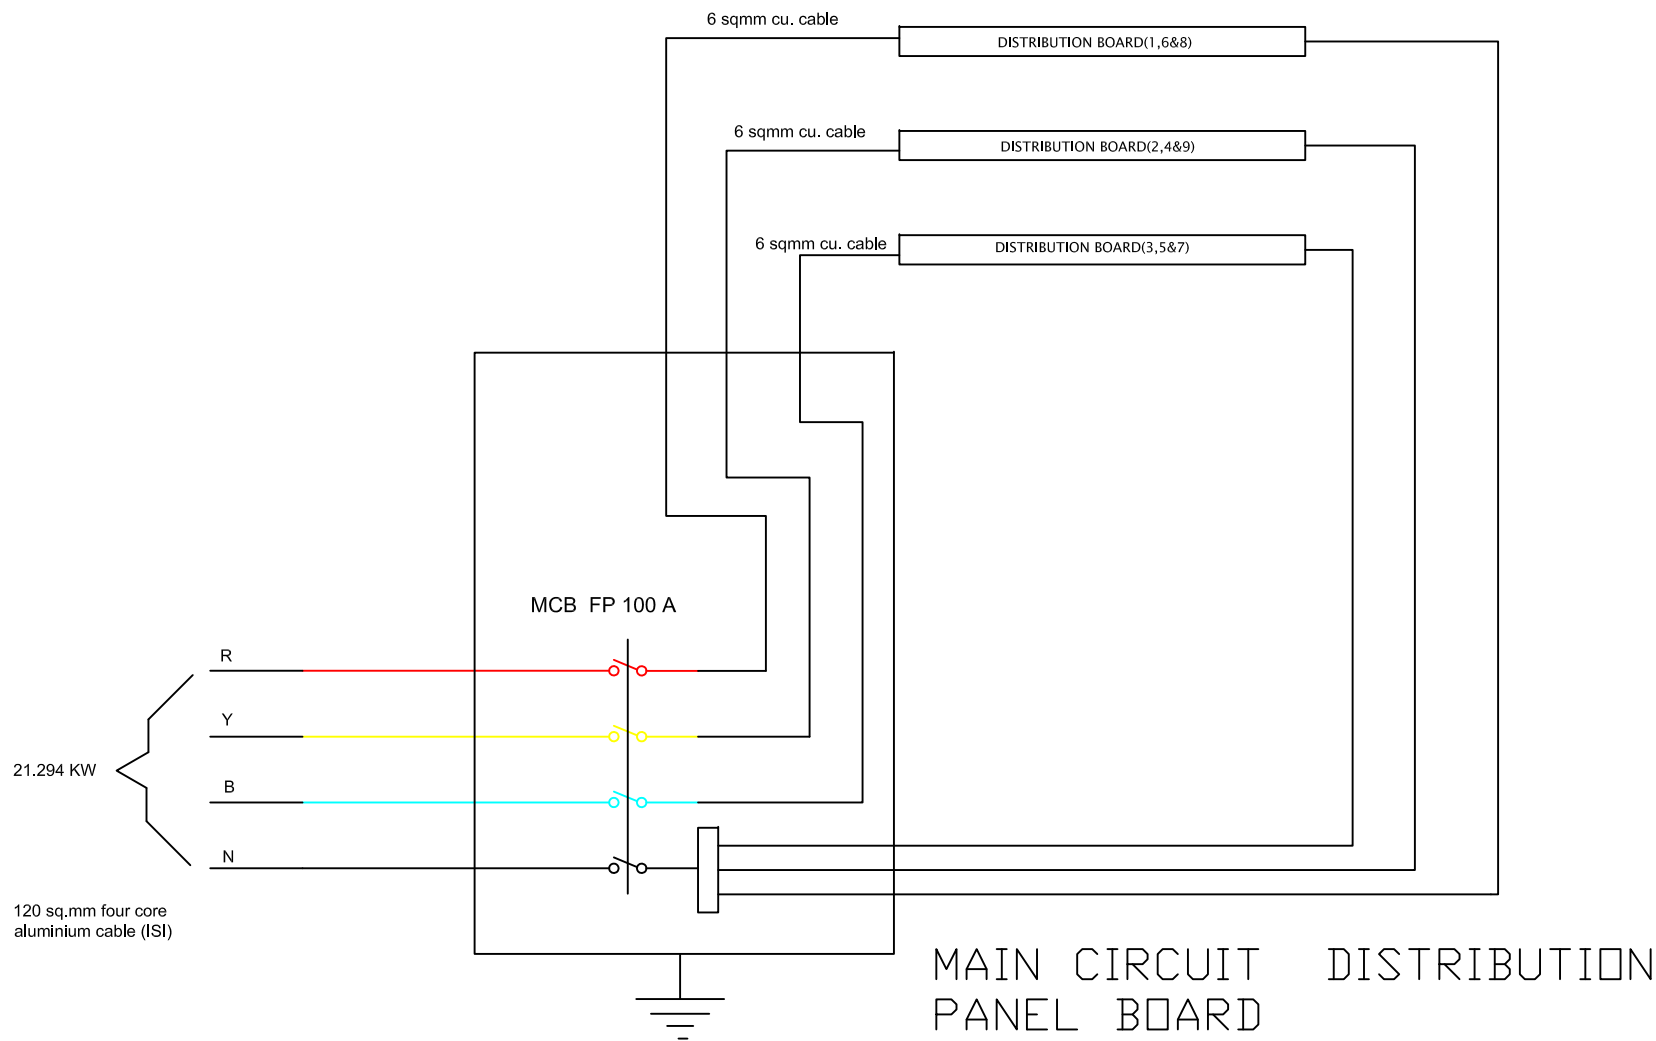 6 sqmm cu. cable
DISTRIBUTION BOARD(1,6&8)
6 sqmm cu. cable
DISTRIBUTION BOARD(2,4&9)
6 sqmm cu. cable
DISTRIBUTION BOARD(3,5&7)
MCB FP 100 A
R
Y
21.294 KW
B
N
120 sq.mm four core
aluminium cable (ISI)
MAIN CIRCUIT DISTRIBUTION
PANEL BOARD